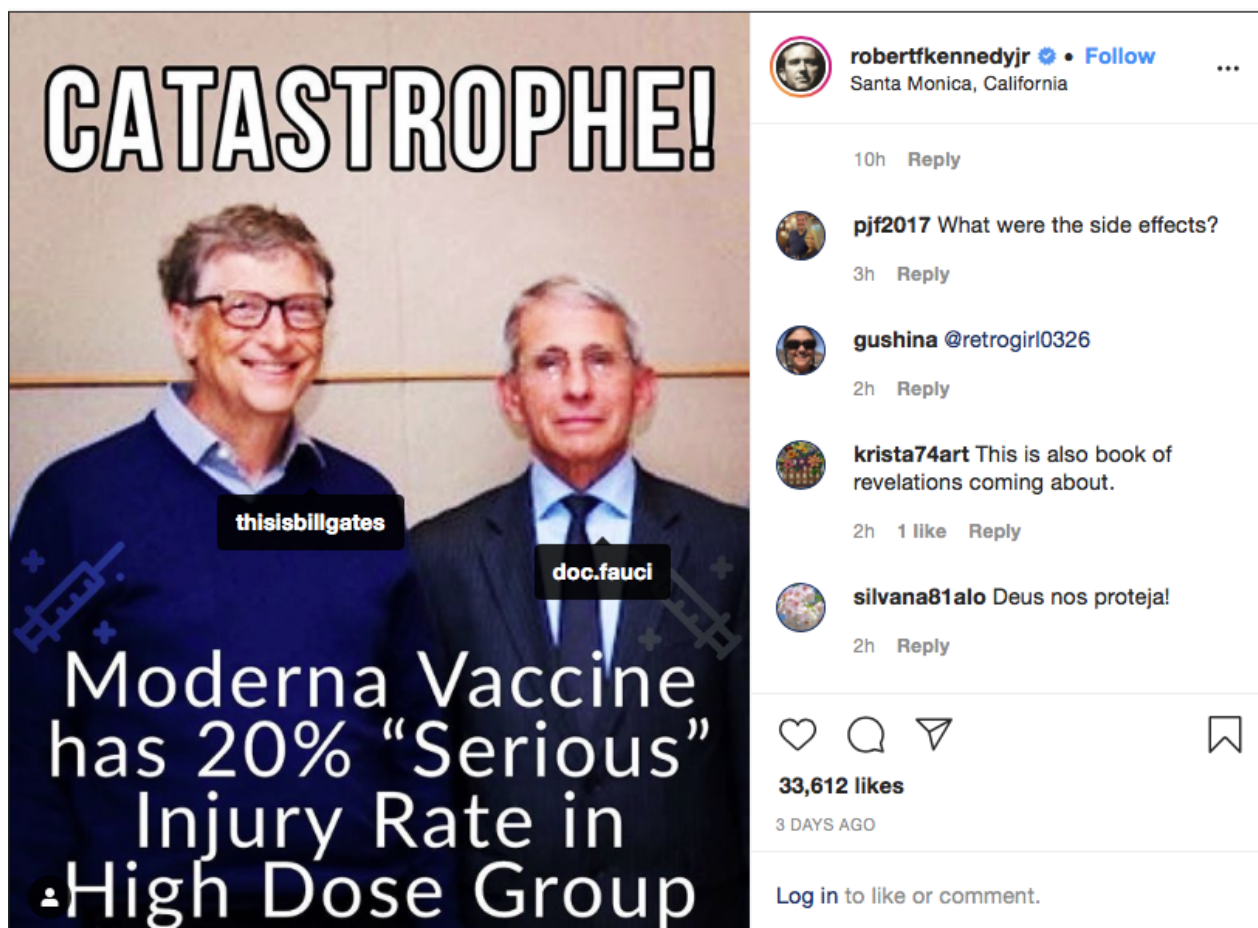 CATASTROPHE!
thisisbillgates
doc.fauci
Moderna Vaccine
has 20% “Serious”
Injury Rate in
High Dose Group
robertfkennedyjr • Follow
Santa Monica, California
10h Reply
pjf2017 What were the side effects?
3h Reply
gushina @retrogirl0326
2h Reply
krista74art This is also book of
revelations coming about.
2h 1 like Reply
silvana81alo Deus nos proteja!
2h Reply
33,612 likes
3 DAYS AGO
Log in to like or comment.